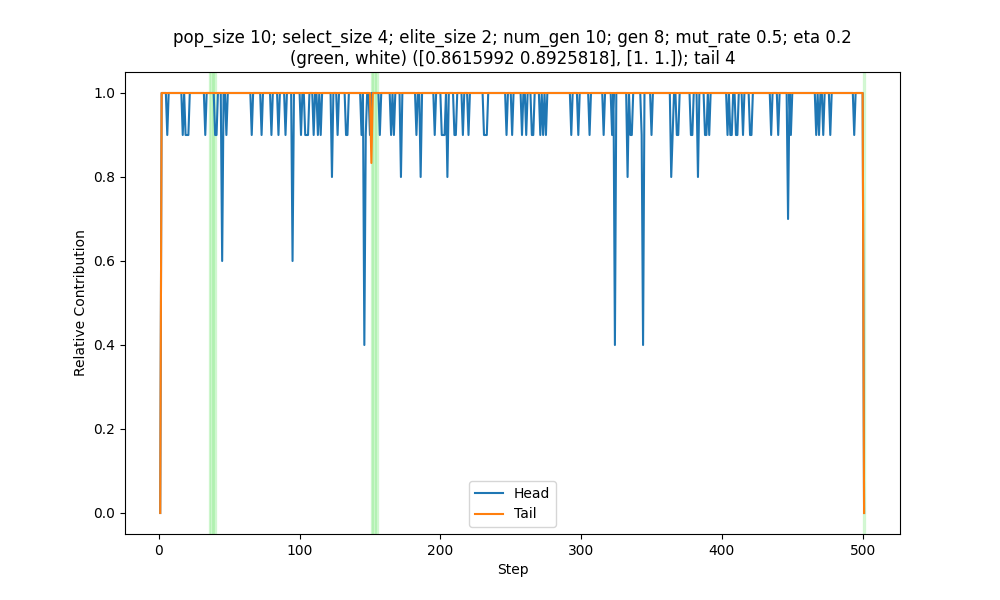 pop_size 10; select_size 4; elite_size 2; num_gen 10; gen 8; mut_rate 0.5; eta 0.2
(green, white) ([0.8615992 0.8925818], [1. 1.]); tail 4
1.0
0.8
0.6
0.4
0.2
0.0
Relative Contribution
Head
Tail
0
100
200
300
400
500
Step